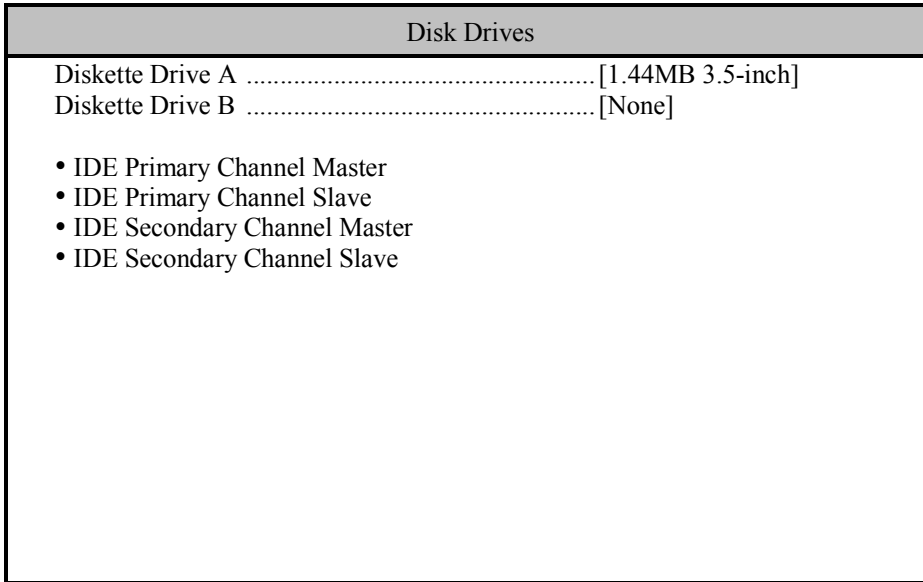 Disk Drives
Diskette Drive A ....................................................[1.44MB 3.5-inch]
Diskette Drive B ....................................................[None]
• IDE Primary Channel Master
• IDE Primary Channel Slave
• IDE Secondary Channel Master
• IDE Secondary Channel Slave